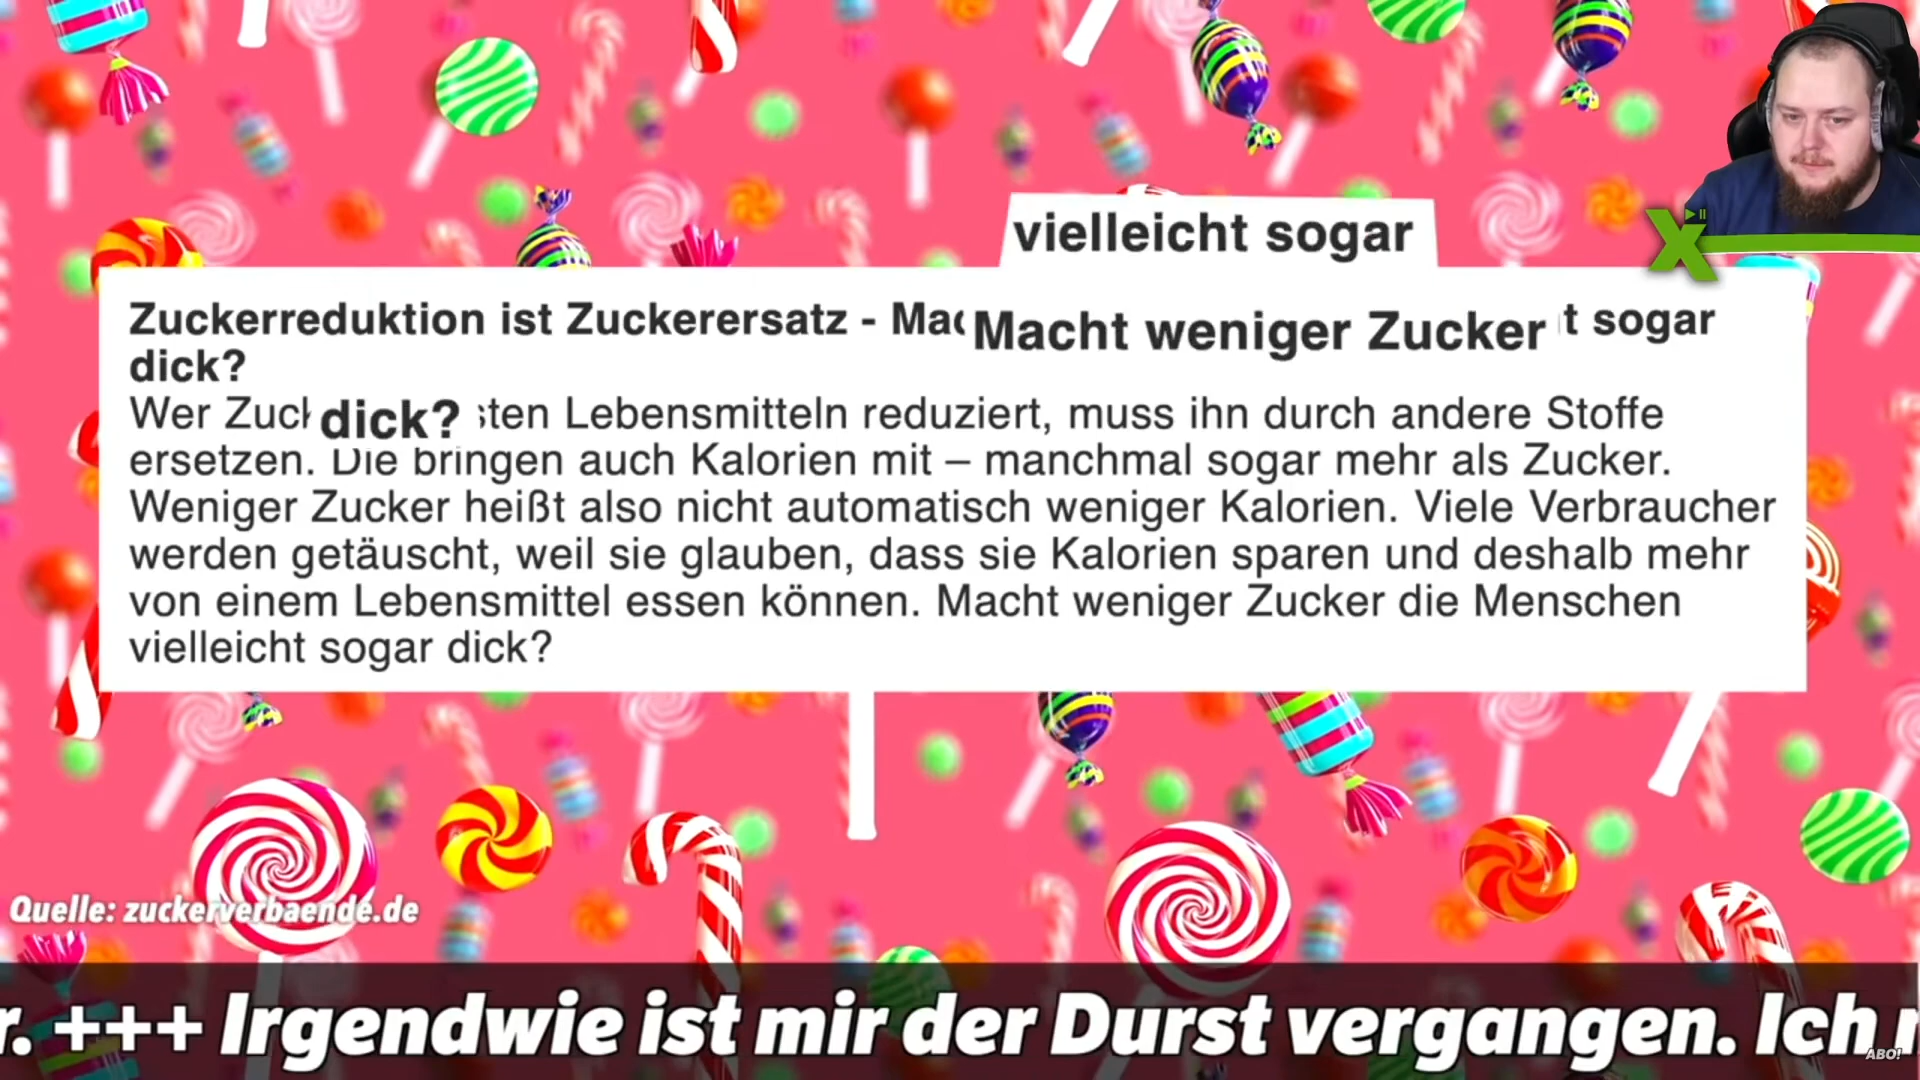 vielleicht sogar
Zuckerreduktion ist Zuckerersatz - Mac Macht weniger Zucker t sogar
dick?
Wer Zuck dick? sten Lebensmitteln reduziert, muss ihn durch andere Stoffe
ersetzen. Die bringen auch Kalorien mit – manchmal sogar mehr als Zucker.
Weniger Zucker heißt also nicht automatisch weniger Kalorien. Viele Verbraucher
werden getäuscht, weil sie glauben, dass sie Kalorien sparen und deshalb mehr
von einem Lebensmittel essen können. Macht weniger Zucker die Menschen
vielleicht sogar dick?
Quelle: zuckerverbaende.de
r. +++ Irgendwie ist mir der Durst vergangen. Ich
ABO!